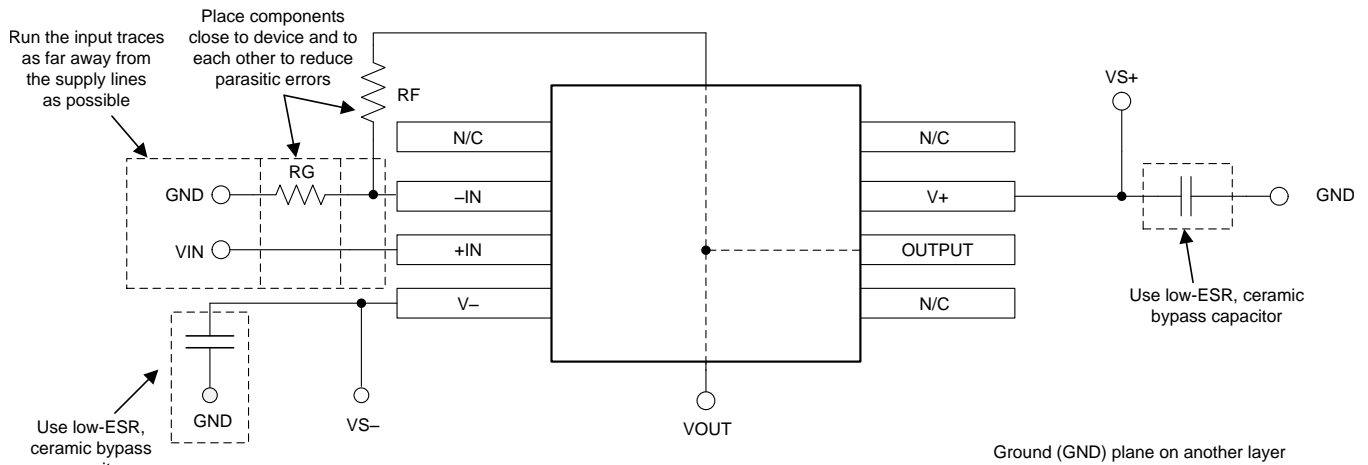 Place components
close to device and to
each other to reduce
parasitic errors
Run the input traces
as far away from
the supply lines
as possible
RF
VS+
N/C
N/C
RG
GND
–IN
V+
GND
VIN
+IN
OUTPUT
V–
N/C
Use low-ESR, ceramic
bypass capacitor
GND
VS–
VOUT
Use low-ESR,
ceramic bypass
Ground (GND) plane on another layer